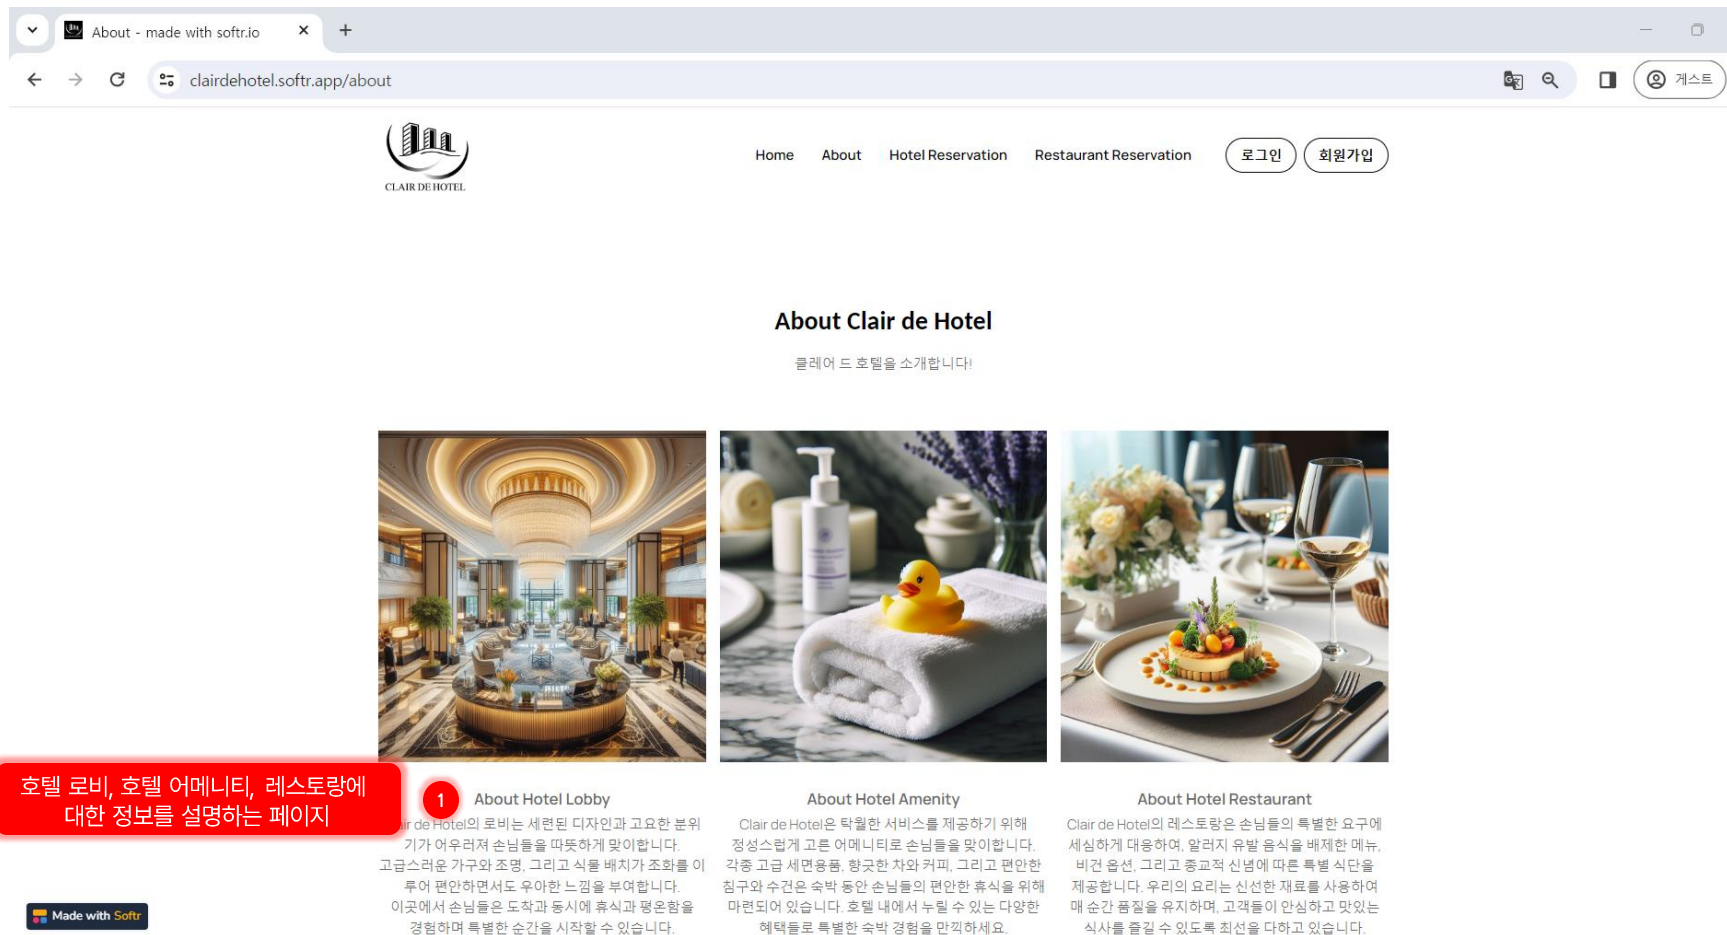 About - made with softr.io
clairdehotel.softr.app/about
게스트
CLAIR DE HOTEL
Home About Hotel Reservation Restaurant Reservation 로그인 회원가입
About Clair de Hotel
클레어 드 호텔을 소개합니다!
호텔 로비, 호텔 어메니티, 레스토랑에
대한 정보를 설명하는 페이지
1
About Hotel Lobby
de Hotel의 로비는 세련된 디자인과 고요한 분위
기가 어우러져 손님들을 따뜻하게 맞이합니다.
고급스러운 가구와 조명, 그리고 식물 배치가 조화를 이
루어 편안하면서도 우아한 느낌을 부여합니다.
이곳에서 손님들은 도착과 동시에 휴식과 평온함을
경험하며 특별한 순간을 시작할 수 있습니다.
About Hotel Amenity
Clair de Hotel은 탁월한 서비스를 제공하기 위해
정성스럽게 고른 어메니티로 손님들을 맞이합니다.
각종 고급 세면용품, 향긋한 차와 커피, 그리고 편안한
침구와 수건은 숙박 동안 손님들의 편안한 휴식을 위해
마련되어 있습니다. 호텔 내에서 누릴 수 있는 다양한
혜택들로 특별한 숙박 경험을 만끽하세요.
About Hotel Restaurant
Clair de Hotel의 레스토랑은 손님들의 특별한 요구에
세심하게 대응하여, 알러지 유발 음식을 배제한 메뉴,
비건 옵션, 그리고 종교적 신념에 따른 특별 식단을
제공합니다. 우리의 요리는 신선한 재료를 사용하여
매 순간 품질을 유지하며, 고객들이 안심하고 맛있는
식사를 즐길 수 있도록 최선을 다하고 있습니다.
Made with Softr